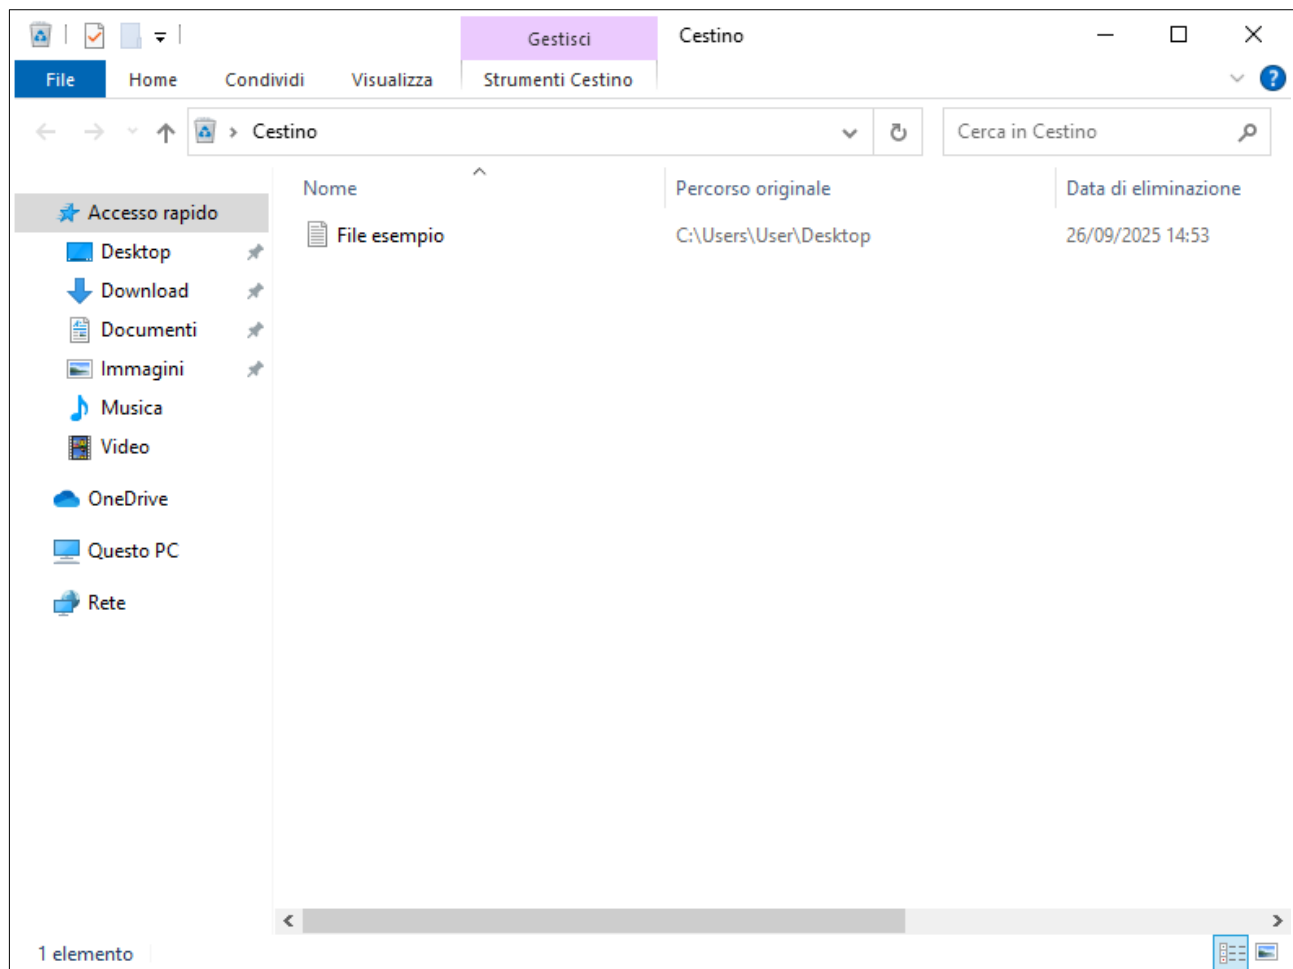 Gestisci Cestino
File Home Condividi Visualizza Strumenti Cestino ?
Cestino Cerca in Cestino
Nome Percorso originale Data di eliminazione
File esempio C:\Users\User\Desktop 26/09/2025 14:53
Accesso rapido
Desktop
Download
Documenti
Immagini
Musica
Video
OneDrive
Questo PC
Rete
1 elemento